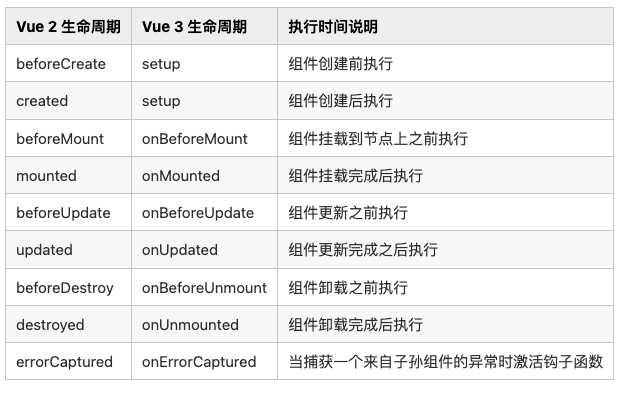 Vue 2 生命周期 Vue 3 生命周期 执行时间说明
beforeCreate setup 组件创建前执行
created setup 组件创建后执行
beforeMount onBeforeMount 组件挂载到节点上之前执行
mounted onMounted 组件挂载完成后执行
beforeUpdate onBeforeUpdate 组件更新之前执行
updated onUpdated 组件更新完成之后执行
beforeDestroy onBeforeUnmount 组件卸载之前执行
destroyed onUnmounted 组件卸载完成后执行
errorCaptured onErrorCaptured 当捕获一个来自子孙组件的异常时激活钩子函数